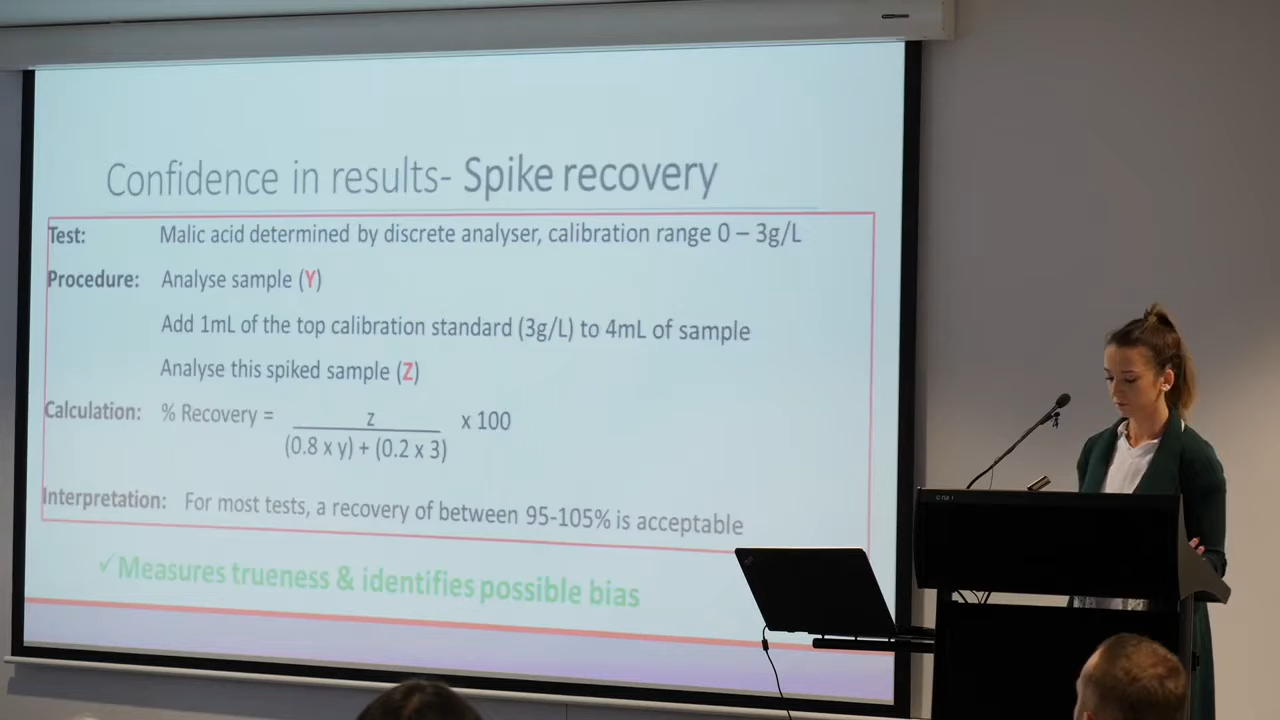 Confidence in results- Spike recovery
Test: Malic acid determined by discrete analyser, calibration range 0 – 3g/L
Procedure: Analyse sample (Y)
Add 1mL of the top calibration standard (3g/L) to 4mL of sample
Analyse this spiked sample (Z)
Calculation: % Recovery = z x 100
(0.8 x y) + (0.2 x 3)
Interpretation: For most tests, a recovery of between 95-105% is acceptable
✓Measures trueness & identifies possible bias